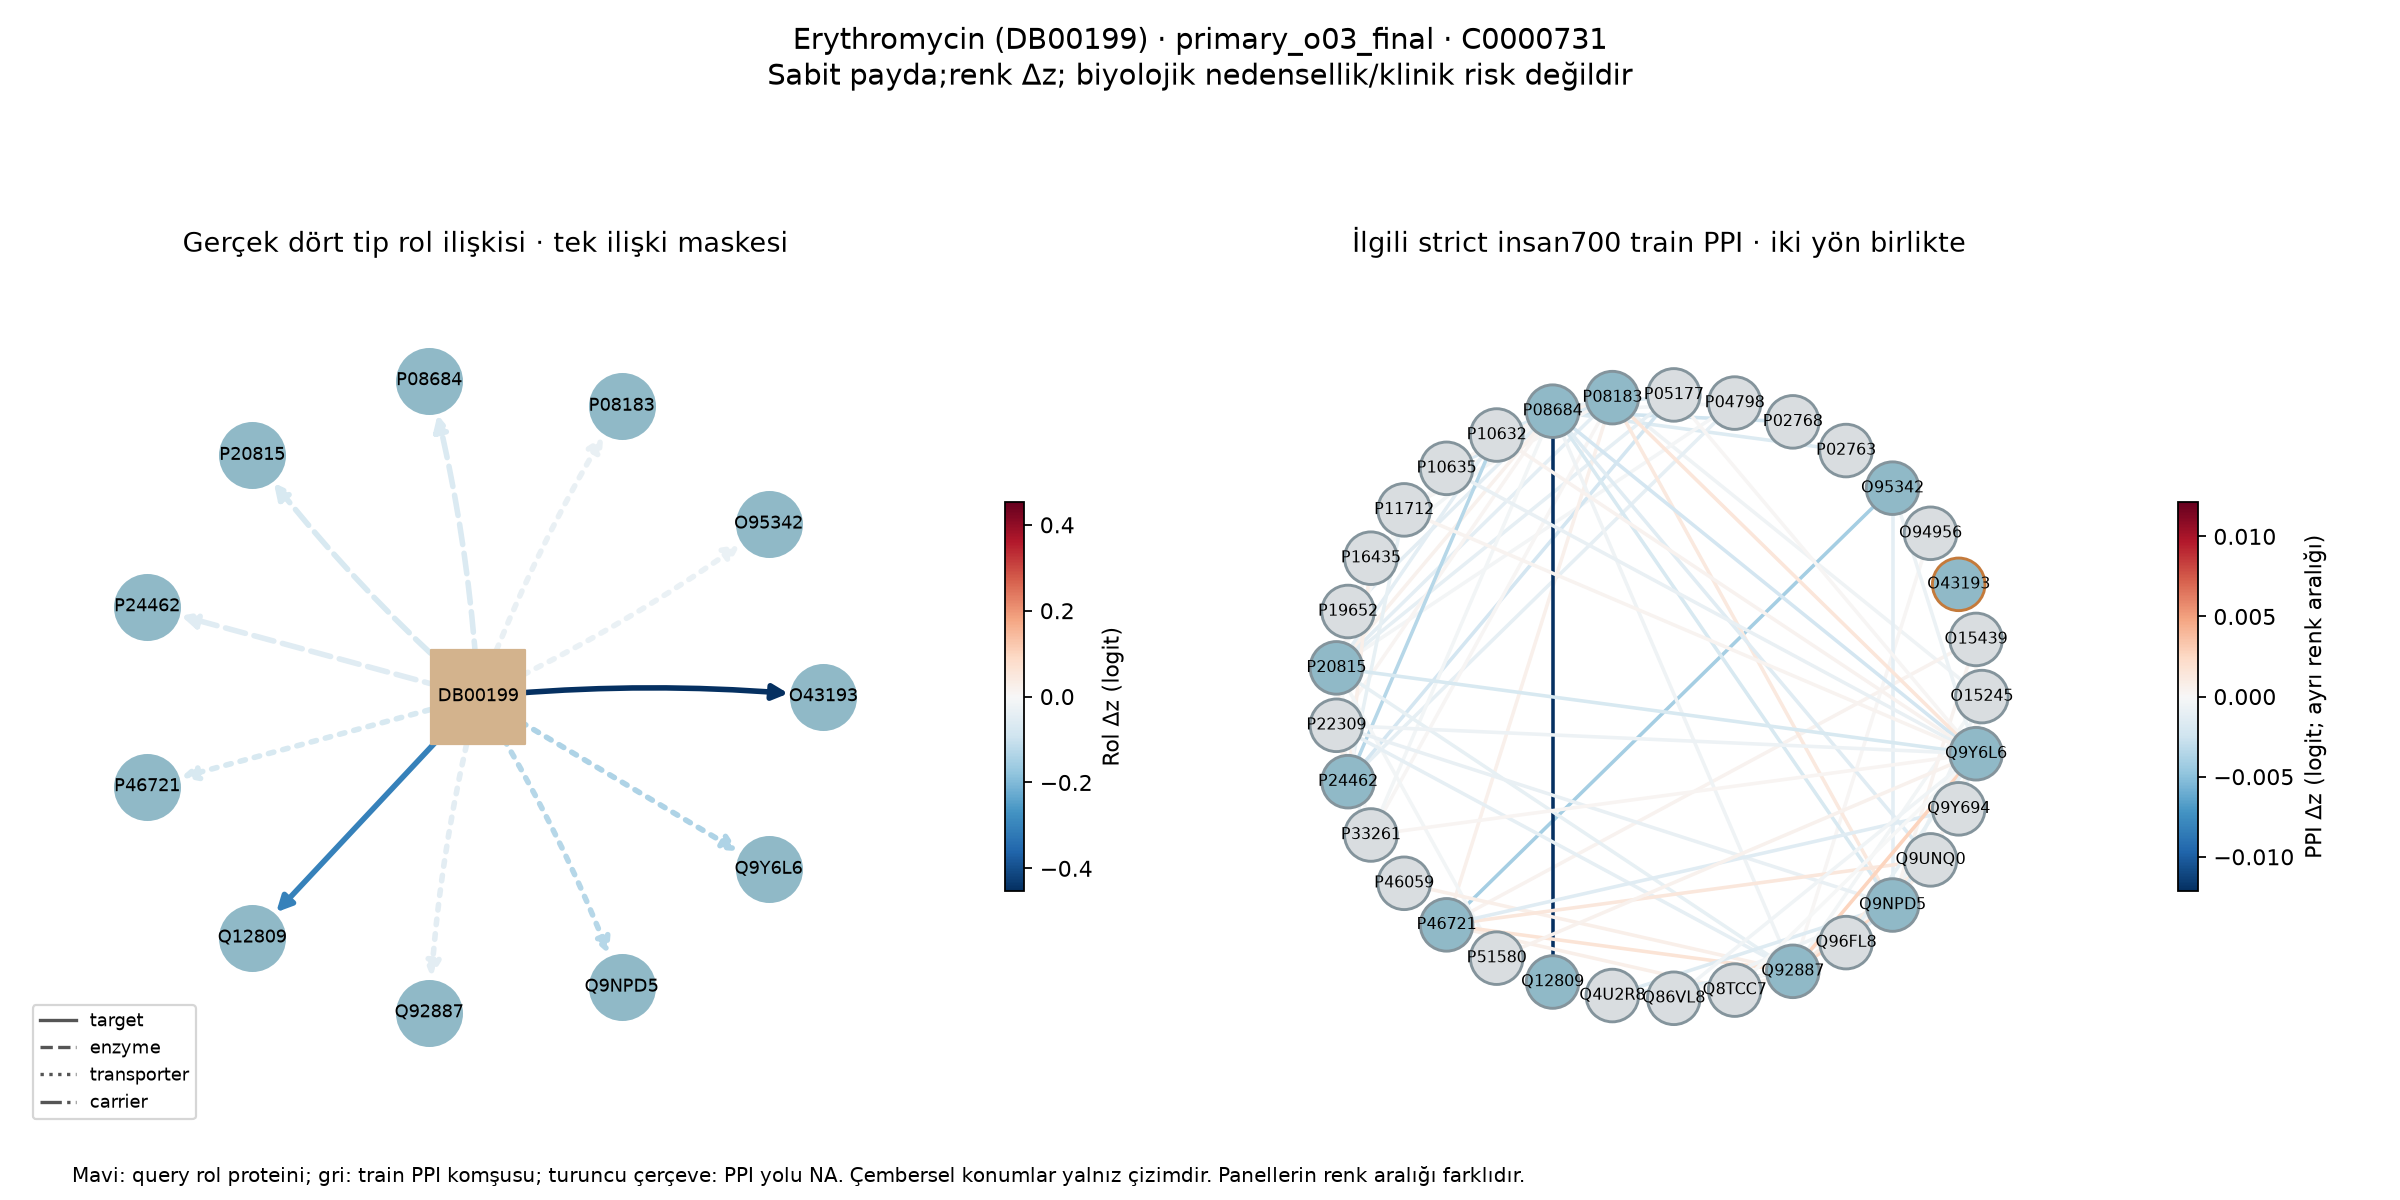 Erythromycin (DB00199) · primary_o03_final · C0000731
Sabit payda;renk Δz; biyolojik nedensellik/klinik risk değildir
Gerçek dört tip rol ilişkisi · tek ilişki maskesi
P08684
P08183
P20815
O95342
P24462
DB00199
O43193
P46721
Q9Y6L6
Q12809
Q9NPD5
Q92887
target
enzyme
transporter
carrier
0.4
0.2
0.0
−0.2
−0.4
Rol Δz (logit)
İlgili strict insan700 train PPI · iki yön birlikte
P08684
P08183
P05177
P04798
P02768
P02763
O95342
O94956
O43193
O15439
O15245
Q9Y6L6
Q9Y694
Q9UNQ0
Q9NPD5
Q96FL8
Q92887
Q8TCC7
Q86VL8
Q4U2R8
Q12809
P51580
P46721
P46059
P33261
P24462
P22309
P20815
P19652
P16435
P11712
P10635
P10632
0.010
0.005
0.000
−0.005
−0.010
PPI Δz (logit; ayrı renk aralığı)
Mavi: query rol proteini; gri: train PPI komşusu; turuncu çerçeve: PPI yolu NA. Çembersel konumlar yalnız çizimdir. Panellerin renk aralığı farklıdır.